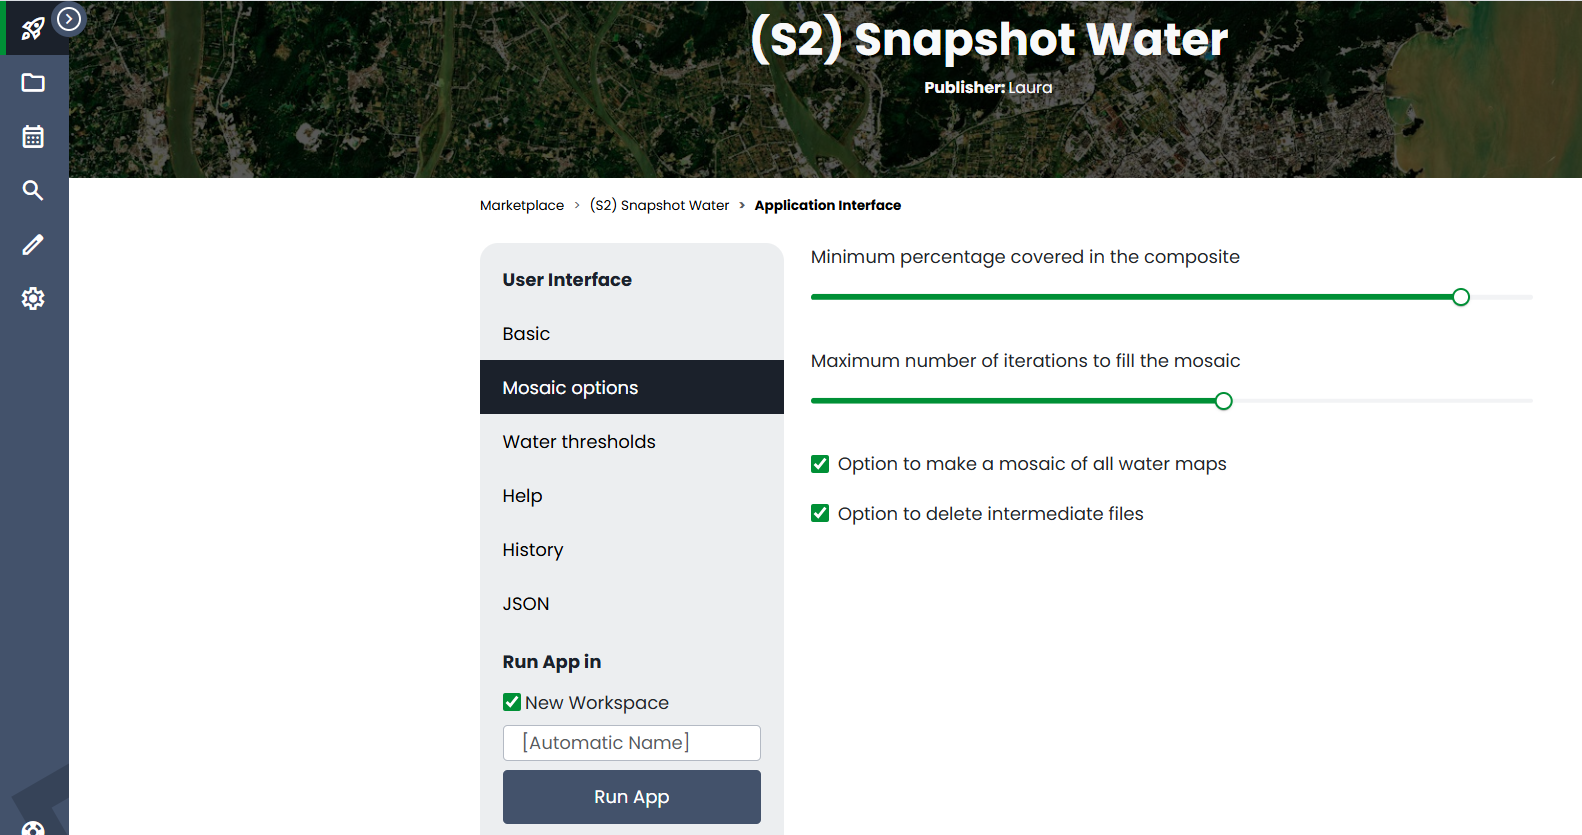 (S2) Snapshot Water
Publisher: Laura
Marketplace > (S2) Snapshot Water > Application Interface
User Interface
Basic
Mosaic options
Water thresholds
Help
History
JSON
Run App in
New Workspace
[Automatic Name]
Run App
Minimum percentage covered in the composite
Maximum number of iterations to fill the mosaic
Option to make a mosaic of all water maps
Option to delete intermediate files